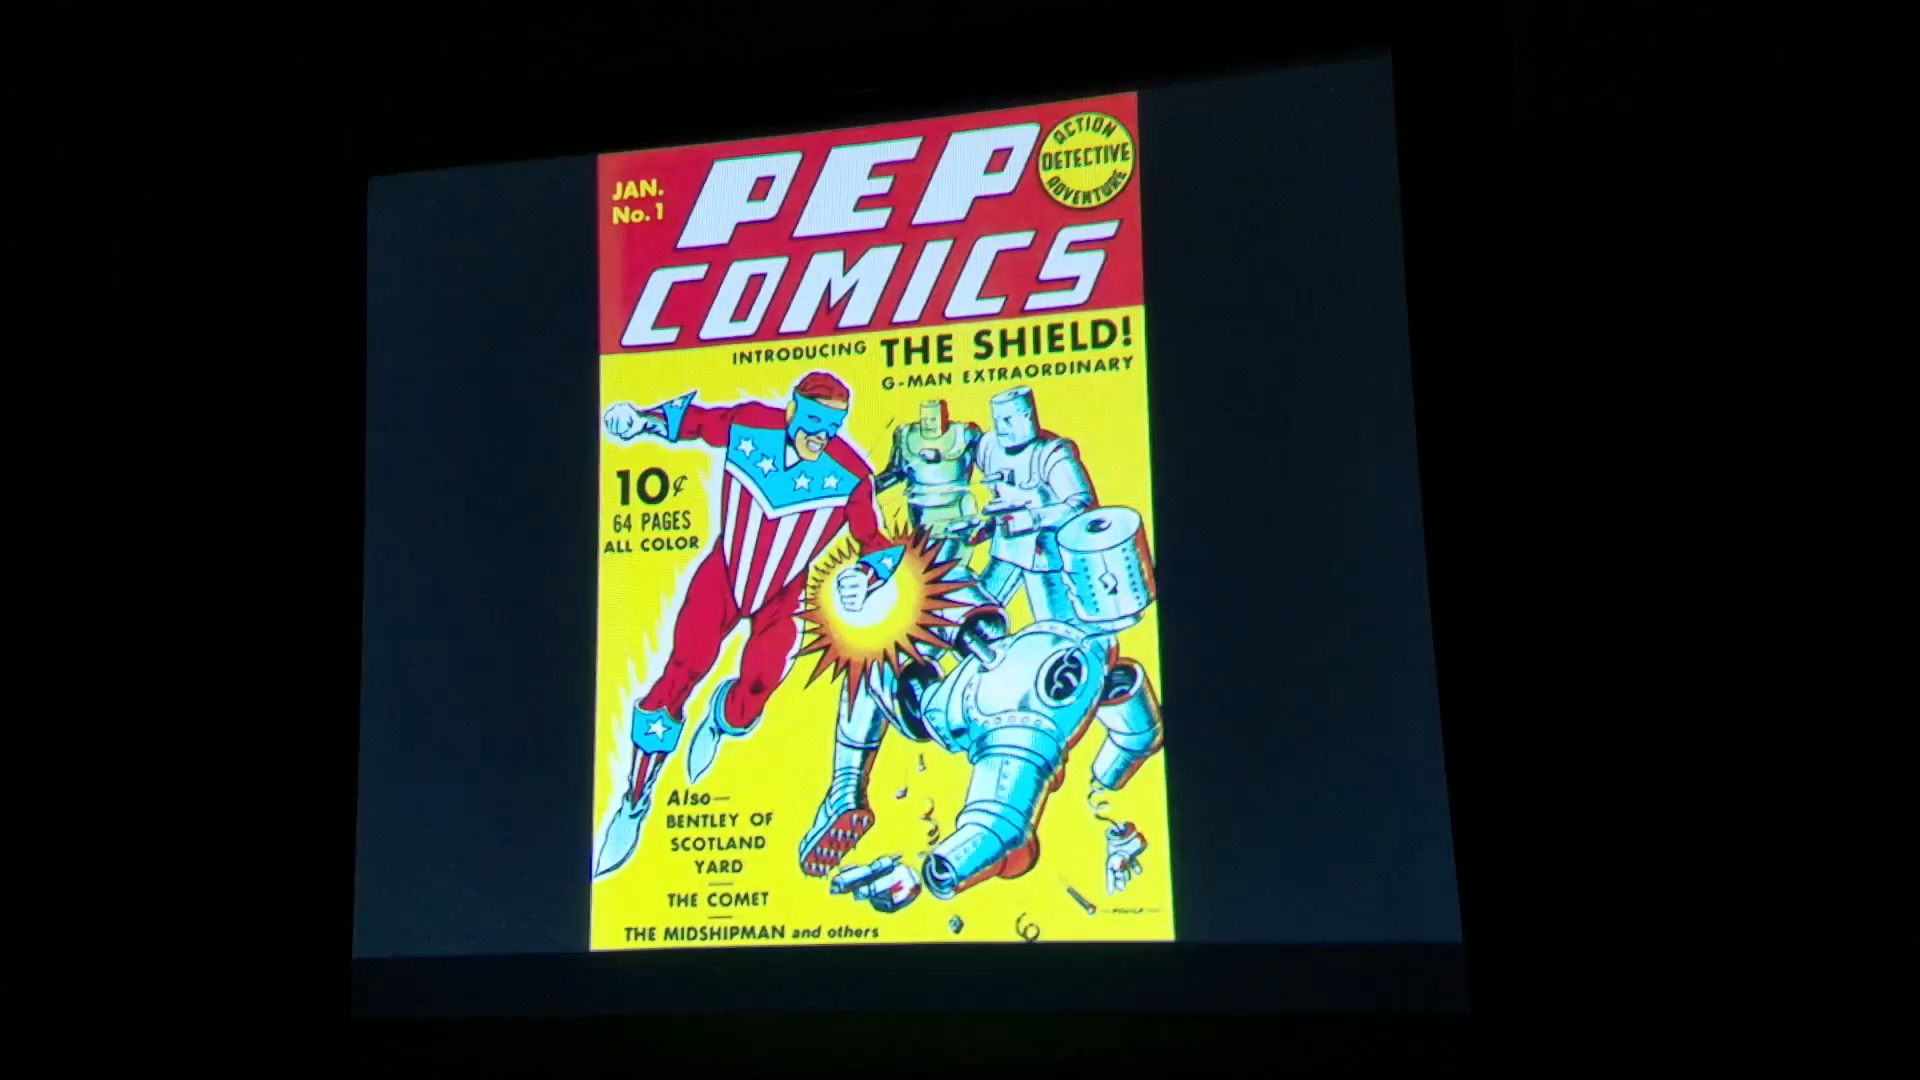 JAN.
No. 1
PEP
COMICS
ACTION
DETECTIVE
ADVENTURE
INTRODUCING THE SHIELD!
G-MAN EXTRAORDINARY
10¢
64 PAGES
ALL COLOR
Also—
BENTLEY OF
SCOTLAND
YARD
THE COMET
THE MIDSHIPMAN and others